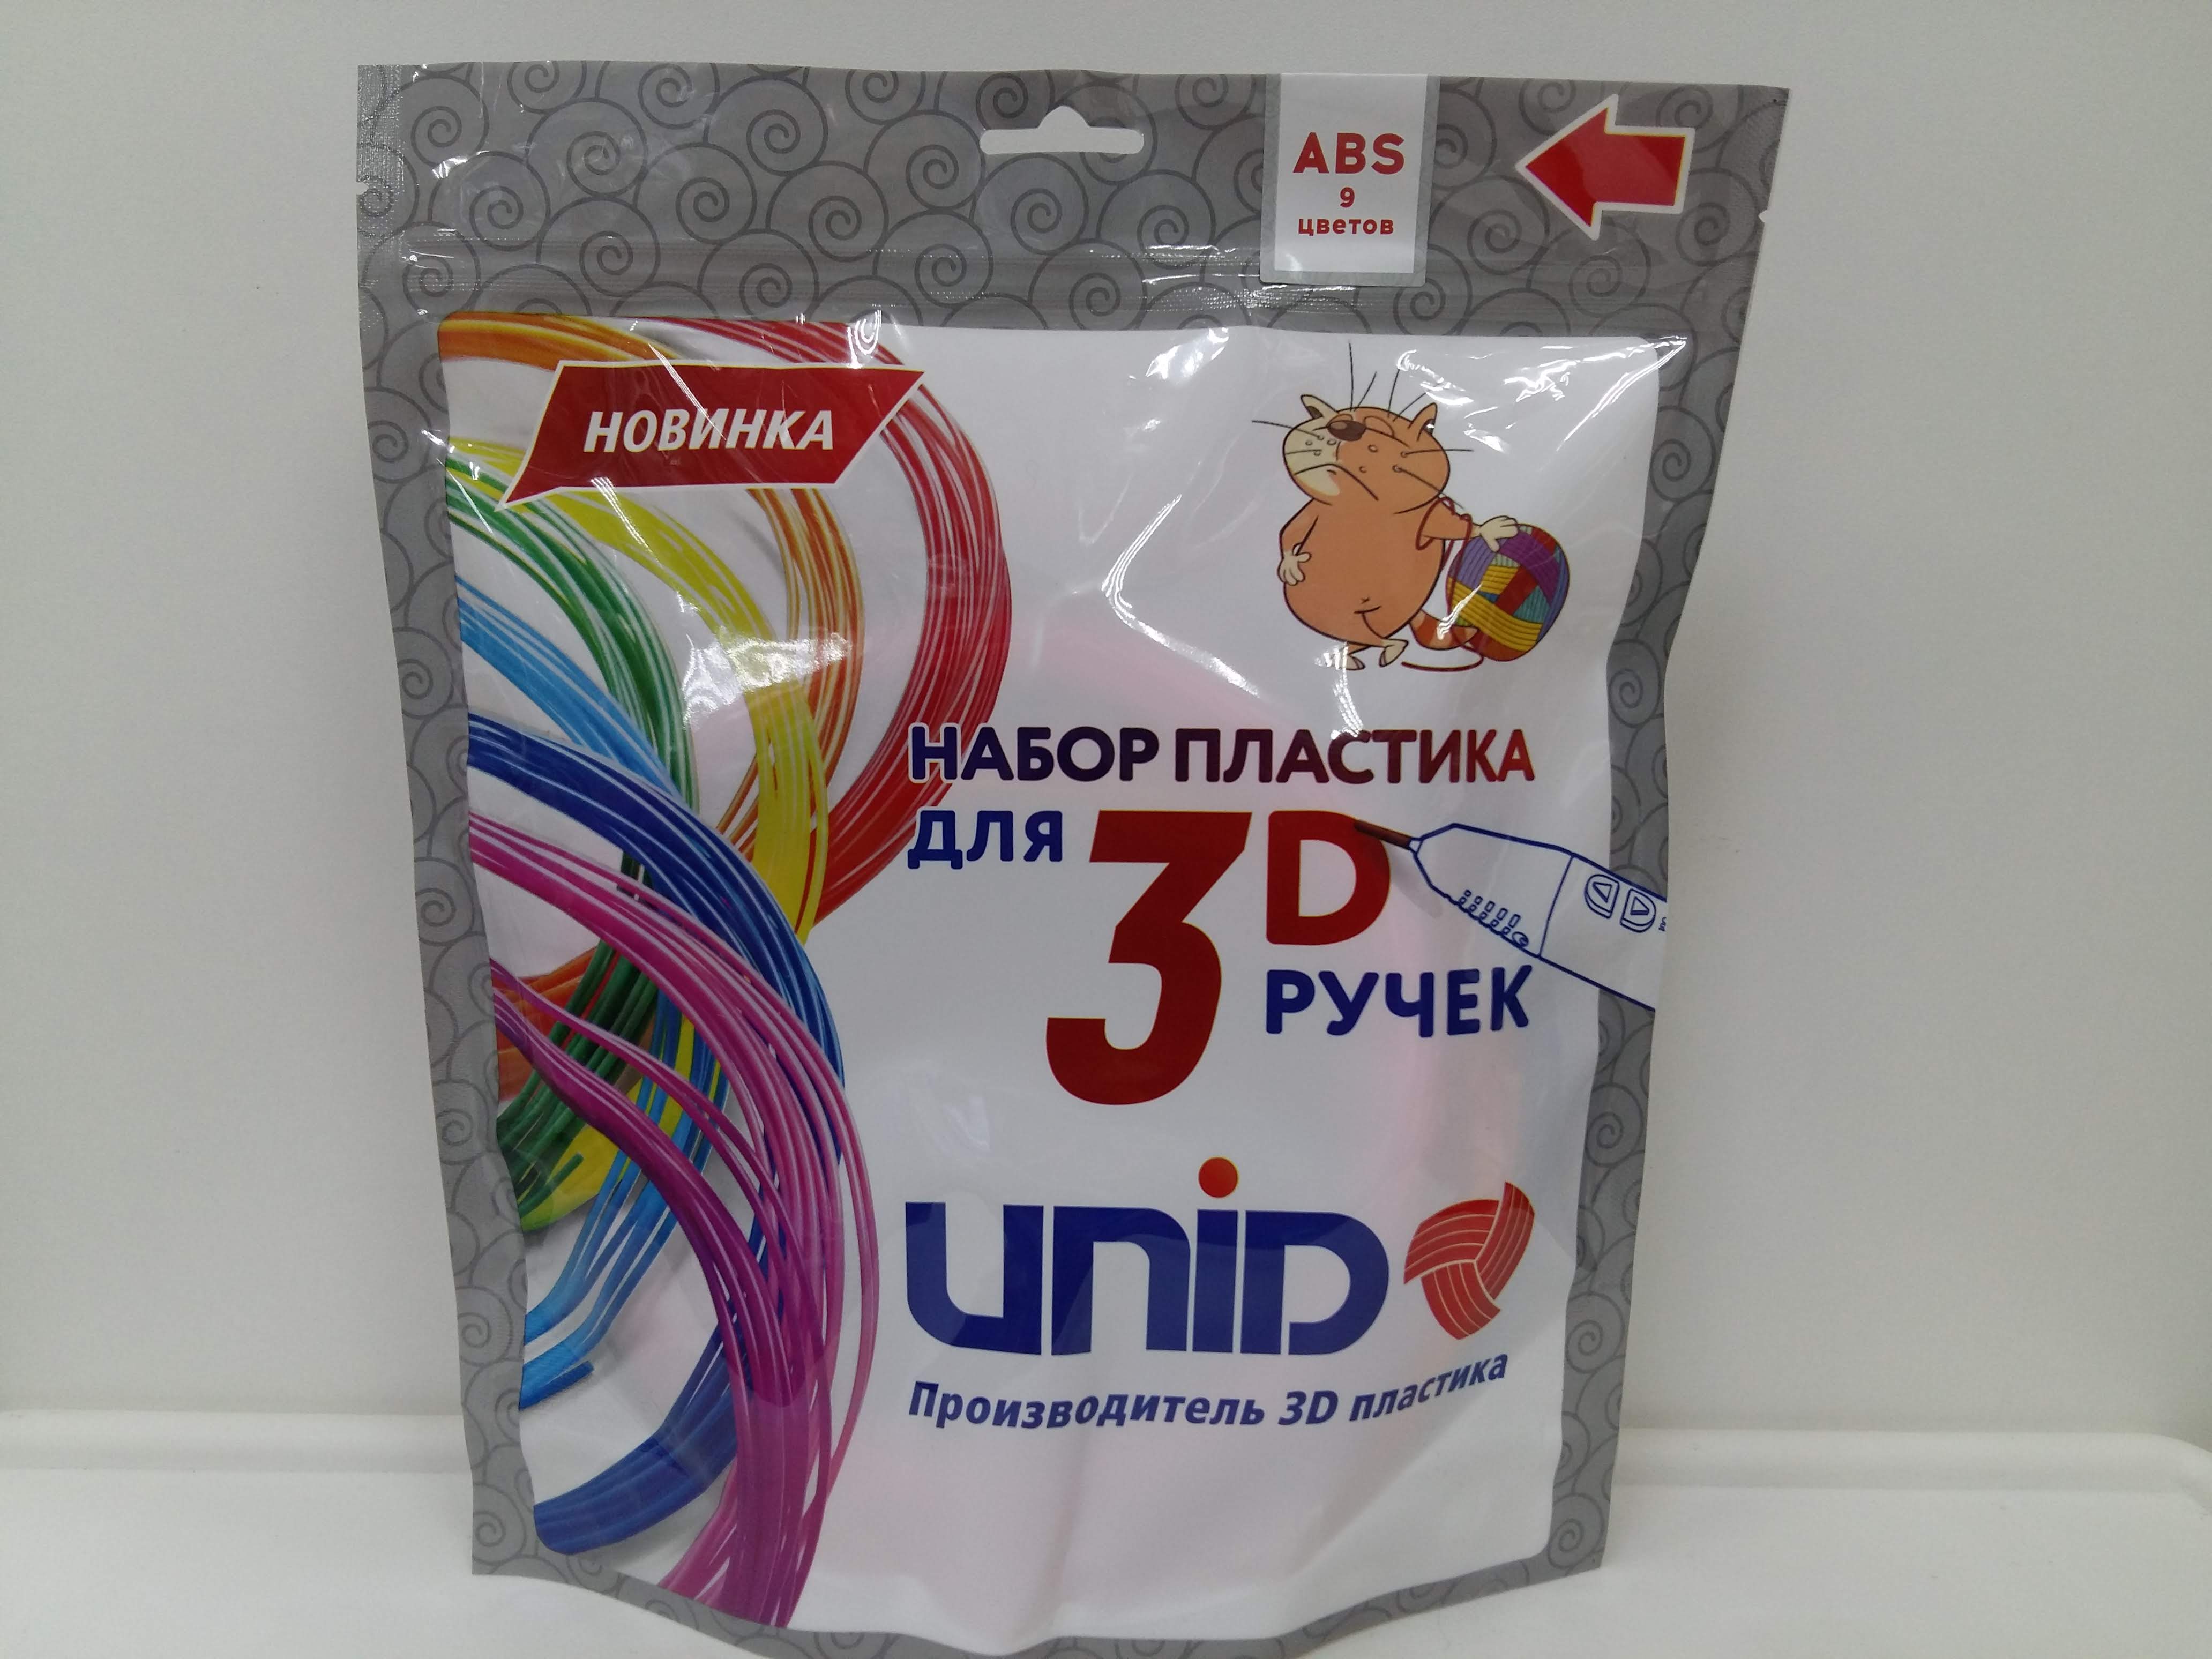 ABS
9
цветов
НОВИНКА
НАБОР ПЛАСТИКА
ДЛЯ 3D
РУЧЕК
UNID
Производитель 3D пластика